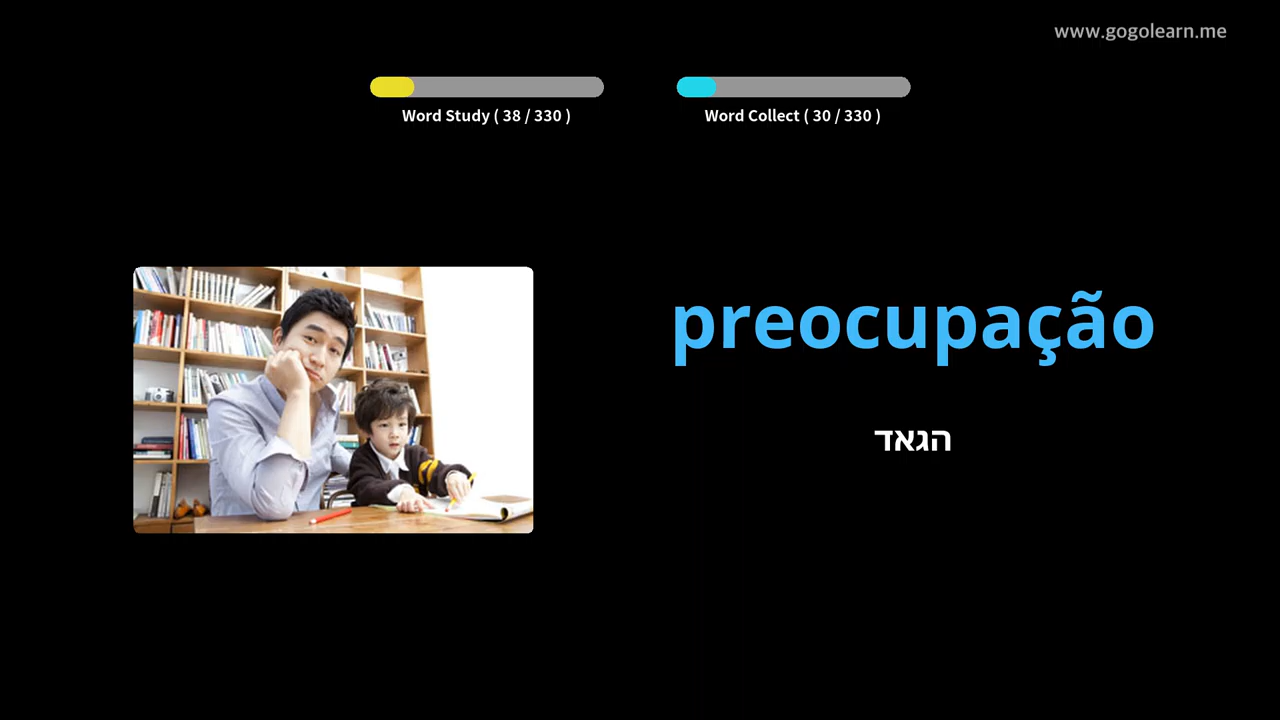 www.gogolearn.me
Word Study ( 38 / 330 )
Word Collect ( 30 / 330 )
preocupação
הגאד